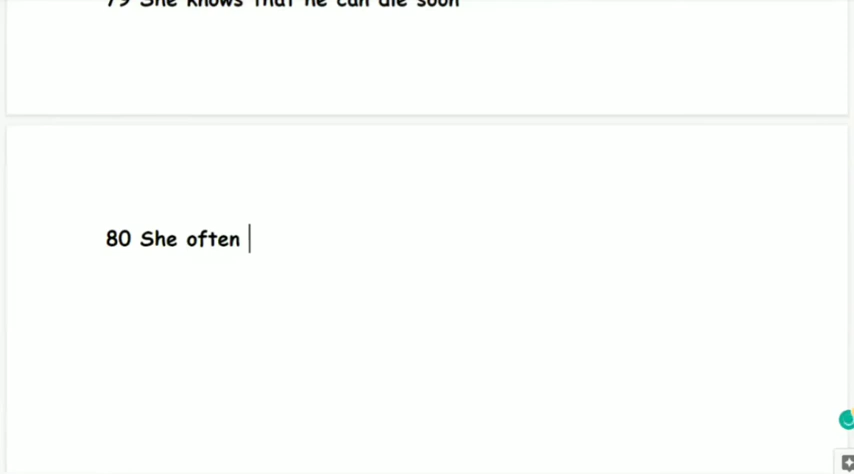 79 She knows that he can die soon
80 She often